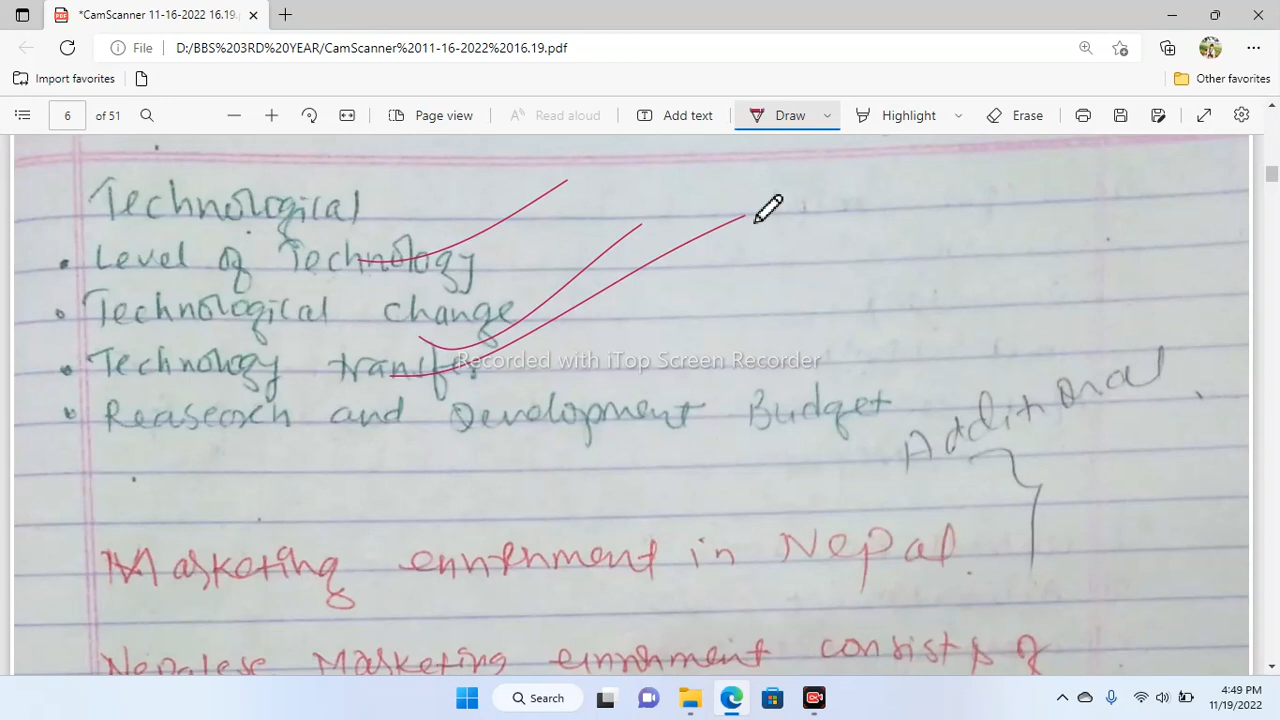 *CamScanner 11-16-2022 16.19.
File D:/BBS%203RD%20YEAR/CamScanner%2011-16-2022%2016.19.pdf
Import favorites
Other favorites
6 of 51
Page view
Read aloud
Add text
Draw
Highlight
Erase
Technological
• Level of Technology
• Technological change
• Technology transfer
Recorded with iTop Screen Recorder
• Reasearch and Development Budget
Additional
Marketing envirnment in Nepal.
Nepalese Marketing envirnment consists of
Search
4:49 PM
11/19/2022